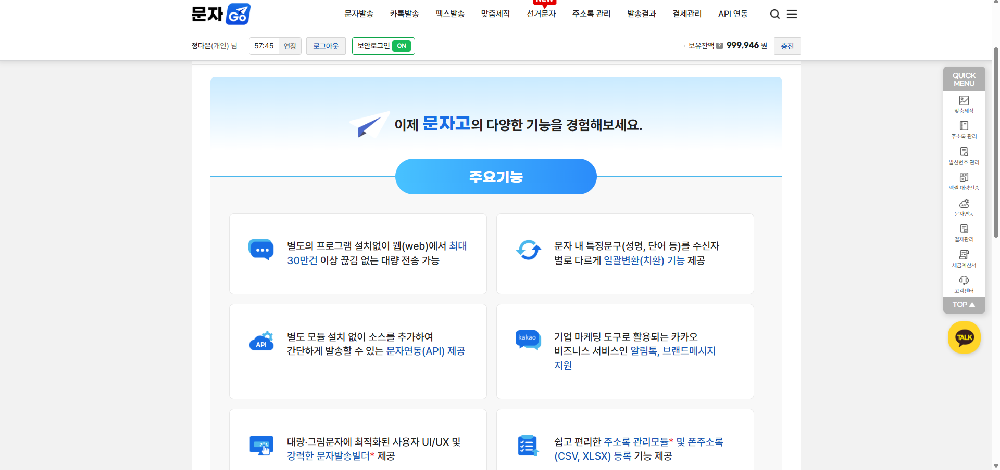 NEW
문자 Go
문자발송 카톡발송 팩스발송 맞춤제작 선거문자 주소록 관리 발송결과 결제관리 API 연동
정다은(개인) 님 57:45 연장 로그아웃 보안로그인 ON
· 보유잔액 ? 999,946 원 충전
이제 문자고의 다양한 기능을 경험해보세요.
주요기능
별도의 프로그램 설치없이 웹(web)에서 최대
30만건 이상 끊김 없는 대량 전송 가능
문자 내 특정문구(성명, 단어 등)를 수신자
별로 다르게 일괄변환(치환) 기능 제공
API
별도 모듈 설치 없이 소스를 추가하여
간단하게 발송할 수 있는 문자연동(API) 제공
kakao
기업 마케팅 도구로 활용되는 카카오
비즈니스 서비스인 알림톡, 브랜드메시지
지원
대량·그림문자에 최적화된 사용자 UI/UX 및
강력한 문자발송빌더* 제공
쉽고 편리한 주소록 관리모듈* 및 폰주소록
(CSV, XLSX) 등록 기능 제공
QUICK
MENU
맞춤제작
주소록 관리
발신번호 관리
엑셀 대량전송
문자연동
결제관리
세금계산서
고객센터
TOP ▲
TALK